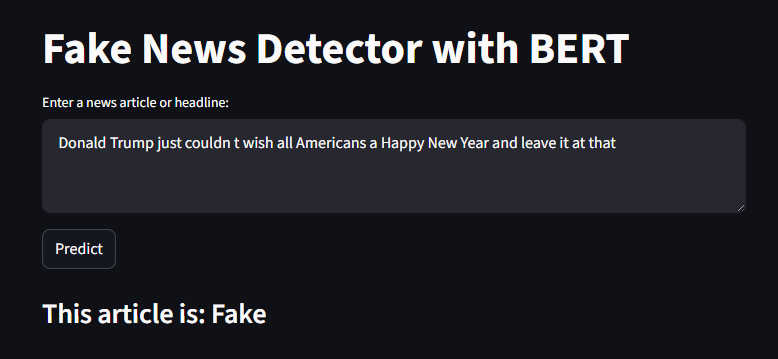 Fake News Detector with BERT
Enter a news article or headline:
Donald Trump just couldn t wish all Americans a Happy New Year and leave it at that
Predict
This article is: Fake